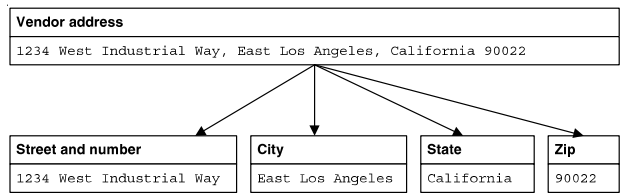 Vendor address
1234 West Industrial Way, East Los Angeles, California 90022
Street and number
1234 West Industrial Way
City
East Los Angeles
State
California
Zip
90022